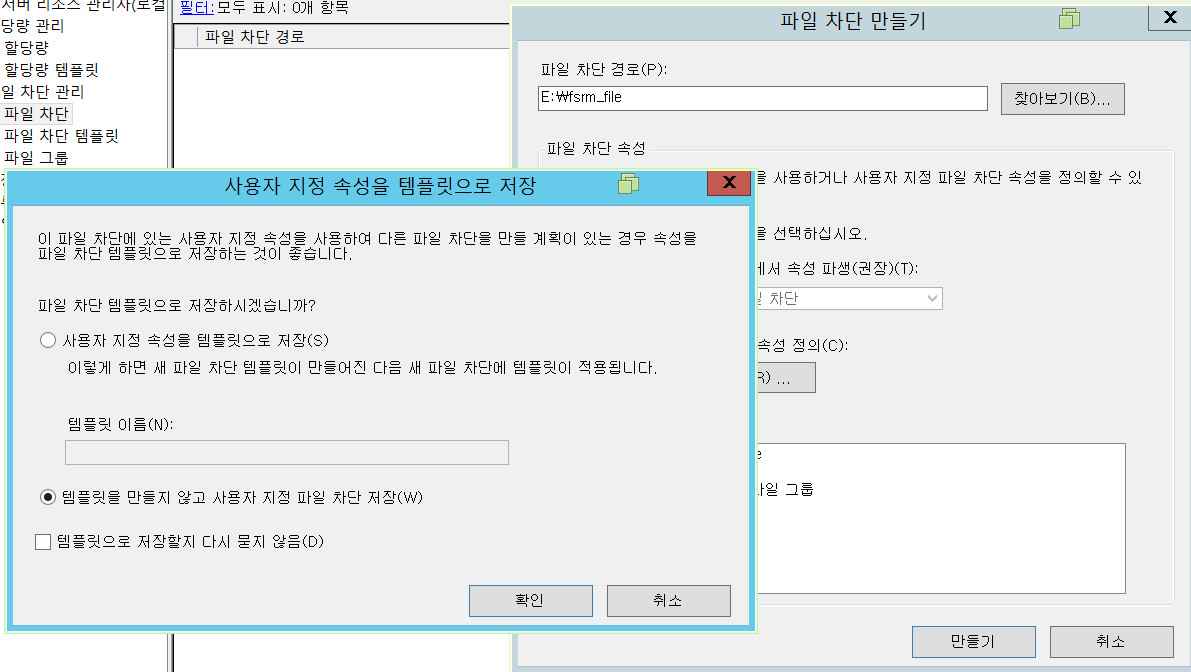 서버 리소스 관리자(로컬
당량 관리
할당량
할당량 템플릿
일 차단 관리
파일 차단
파일 차단 템플릿
파일 그룹
필터: 모두 표시: 0개 항목
파일 차단 경로
파일 차단 만들기
파일 차단 경로(P):
E:\fsrm_file
찾아보기(B)...
파일 차단 속성
을 사용하거나 사용자 지정 파일 차단 속성을 정의할 수 있
을 선택하십시오.
에서 속성 파생(권장)(T):
일 차단
속성 정의(C):
R) ...
e
파일 그룹
만들기
취소
사용자 지정 속성을 템플릿으로 저장
이 파일 차단에 있는 사용자 지정 속성을 사용하여 다른 파일 차단을 만들 계획이 있는 경우 속성을
파일 차단 템플릿으로 저장하는 것이 좋습니다.
파일 차단 템플릿으로 저장하시겠습니까?
사용자 지정 속성을 템플릿으로 저장(S)
이렇게 하면 새 파일 차단 템플릿이 만들어진 다음 새 파일 차단에 템플릿이 적용됩니다.
템플릿 이름(N):
템플릿을 만들지 않고 사용자 지정 파일 차단 저장(W)
템플릿으로 저장할지 다시 묻지 않음(D)
확인
취소